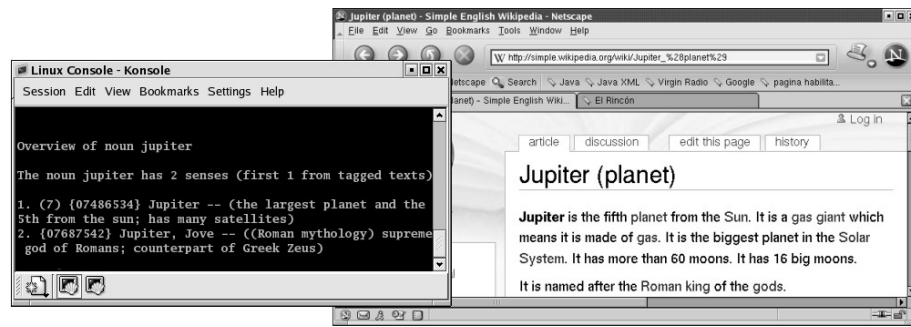 Jupiter (planet) - Simple English Wikipedia - Netscape
File Edit View Go Bookmarks Tools Window Help
http://simple.wikipedia.org/wiki/Jupiter_%28planet%29
Search Java Java XML Virgin Radio Google pagina habilita...
lanet) - Simple English Wiki... El Rincón
Log in
article discussion edit this page history
Jupiter (planet)
Jupiter is the fifth planet from the Sun. It is a gas giant which
means it is made of gas. It is the biggest planet in the Solar
System. It has more than 60 moons. It has 16 big moons.
It is named after the Roman king of the gods.
Linux Console - Konsole
Session Edit View Bookmarks Settings Help
Overview of noun jupiter
The noun jupiter has 2 senses (first 1 from tagged texts)
1. (7) {07486534} Jupiter -- (the largest planet and the
5th from the sun; has many satellites)
2. {07687542} Jupiter, Jove -- ((Roman mythology) supreme
god of Romans; counterpart of Greek Zeus)